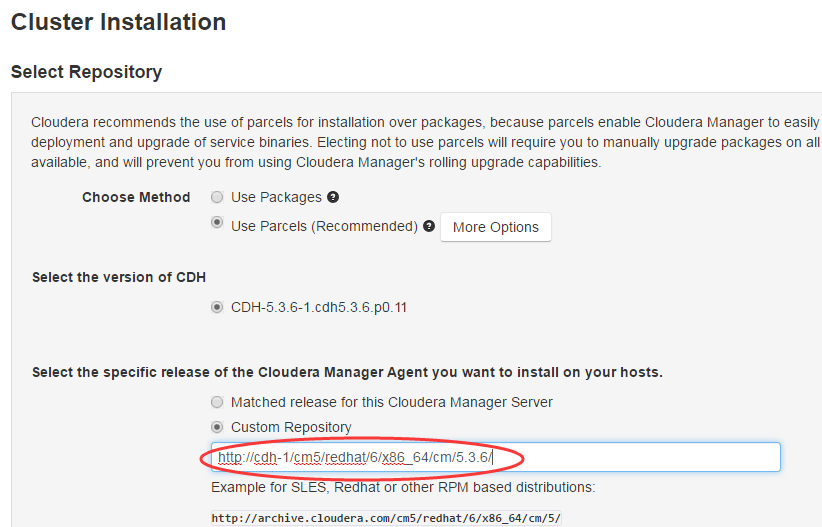 Cluster Installation
Select Repository
Cloudera recommends the use of parcels for installation over packages, because parcels enable Cloudera Manager to easily
deployment and upgrade of service binaries. Electing not to use parcels will require you to manually upgrade packages on all
available, and will prevent you from using Cloudera Manager's rolling upgrade capabilities.
Choose Method Use Packages ?
Use Parcels (Recommended) ? More Options
Select the version of CDH
CDH-5.3.6-1.cdh5.3.6.p0.11
Select the specific release of the Cloudera Manager Agent you want to install on your hosts.
Matched release for this Cloudera Manager Server
Custom Repository
http://cdh-1/cm5/redhat/6/x86_64/cm/5.3.6/
Example for SLES, Redhat or other RPM based distributions:
http://archive.cloudera.com/cm5/redhat/6/x86_64/cm/5/